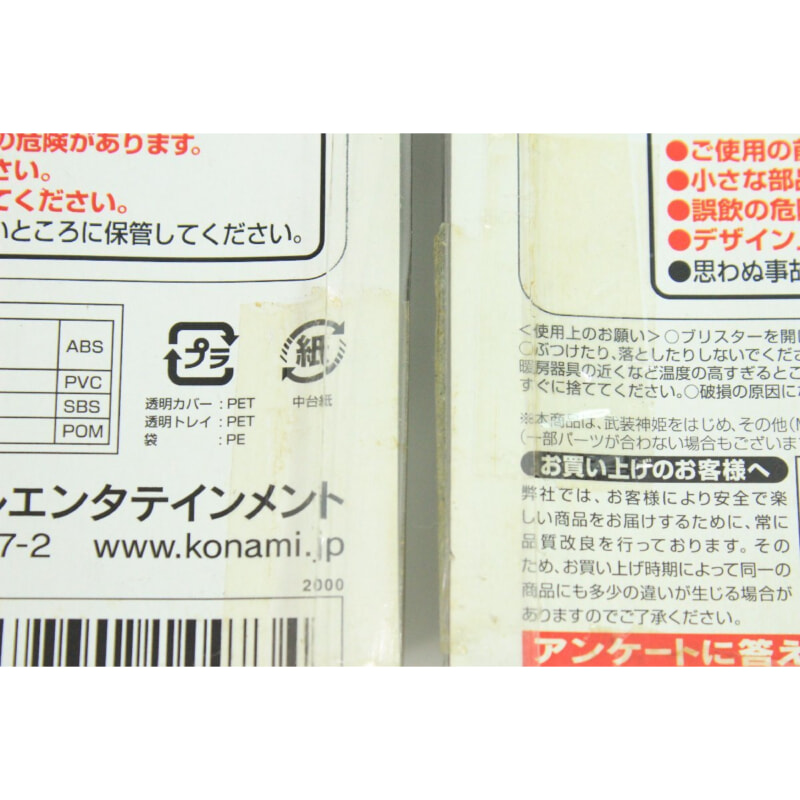 の危険があります。
さい。
てください。
いところに保管してください。
ABS
PVC
SBS
POM
プラ
紙
透明カバー : PET
透明トレイ : PET
袋 : PE
中台紙
ルエンタテインメント
7-2 www.konami.jp
2000
●ご使用の前
●小さな部品
●誤飲の危険
●デザイン上
●思わぬ事故
<使用上のお願い>○ブリスターを開
○ぶつけたり、落としたりしないでくださ
暖房器具の近くなど温度の高すぎるとこ
すぐに捨ててください。○破損の原因に
※本商品は、武装神姫をはじめ、その他(M
(一部パーツが合わない場合もございま
お買い上げのお客様へ
弊社では、お客様により安全で楽
しい商品をお届けするために、常に
品質改良を行っております。その
ため、お買い上げ時期によって同一の
商品にも多少の違いが生じる場合が
ありますのでご了承ください。
アンケートに答え